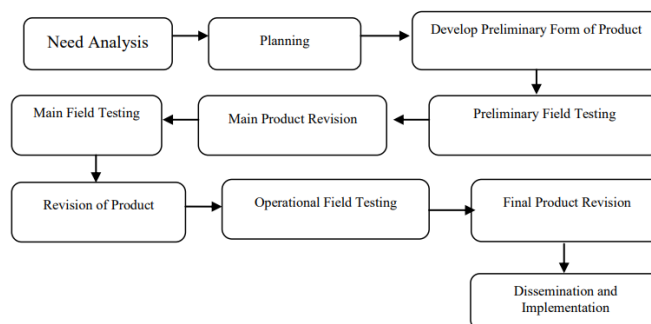 Need Analysis
Planning
Develop Preliminary Form of Product
Preliminary Field Testing
Main Product Revision
Main Field Testing
Revision of Product
Operational Field Testing
Final Product Revision
Dissemination and
Implementation